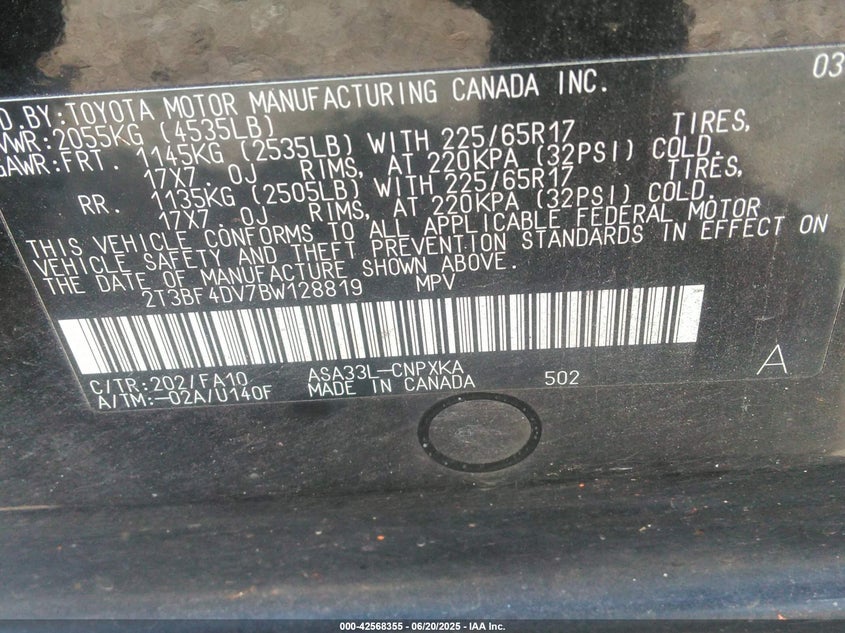 D.BY:TOYOTA MOTOR MANUFACTURING CANADA INC. 03
VWR:2055KG (4535LB)
GAWR:FRT. 1145KG (2535LB) WITH 225/65R17 TIRES,
17X7.0J RIMS, AT 220KPA (32PSI) COLD.
RR. 1135KG (2505LB) WITH 225/65R17 TIRES,
17X7.0J RIMS, AT 220KPA (32PSI) COLD.
THIS VEHICLE CONFORMS TO ALL APPLICABLE FEDERAL MOTOR
VEHICLE SAFETY AND THEFT PREVENTION STANDARDS IN EFFECT ON
THE DATE OF MANUFACTURE SHOWN ABOVE.
2T3BF4DV7BW128819 MPV
C/TR:202/FA10 ASA33L-CNPXKA A
A/TM:-02A/U140F MADE IN CANADA 502
000-42568355 | 06/20/2025 - IAA Inc.